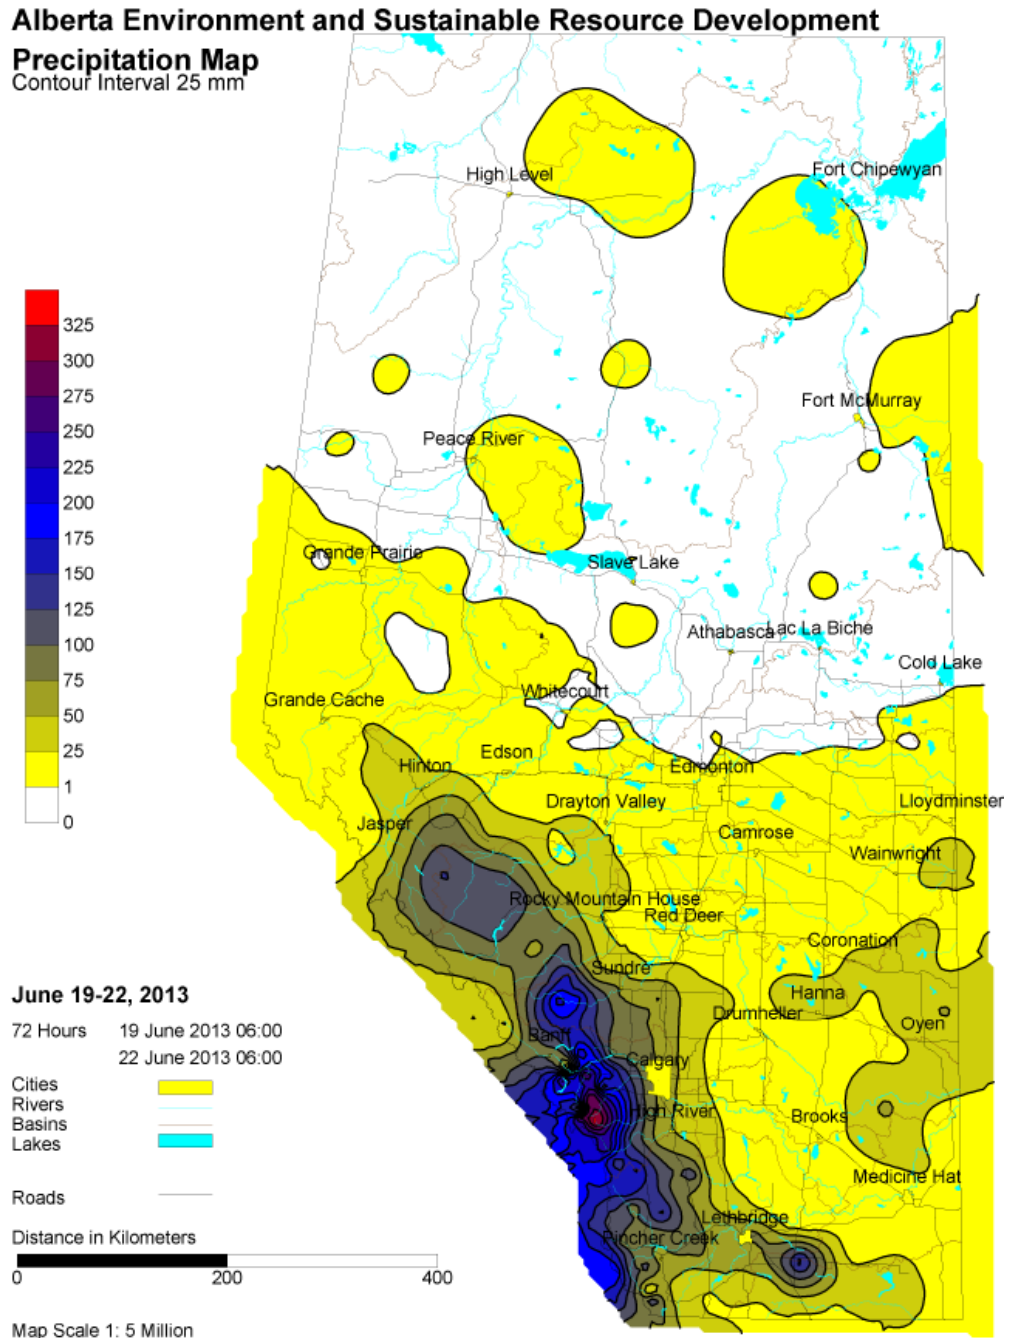 Alberta Environment and Sustainable Resource Development
Precipitation Map
Contour Interval 25 mm
High Level
Fort Chipewyan
325
300
275
250
225
200
175
150
125
100
75
50
25
1
0
Fort McMurray
Peace River
Grande Prairie
Slave Lake
Athabasca
Lac La Biche
Cold Lake
Whitecourt
Grande Cache
Edson
Hinton
Edmonton
Drayton Valley
Lloydminster
Jasper
Camrose
Wainwright
Rocky Mountain House
Red Deer
Coronation
Sundre
Hanna
Drumheller
Oyen
Banff
Calgary
High River
Brooks
Medicine Hat
Lethbridge
Pincher Creek
June 19-22, 2013
72 Hours 19 June 2013 06:00
22 June 2013 06:00
Cities
Rivers
Basins
Lakes
Roads
Distance in Kilometers
0 200 400
Map Scale 1: 5 Million